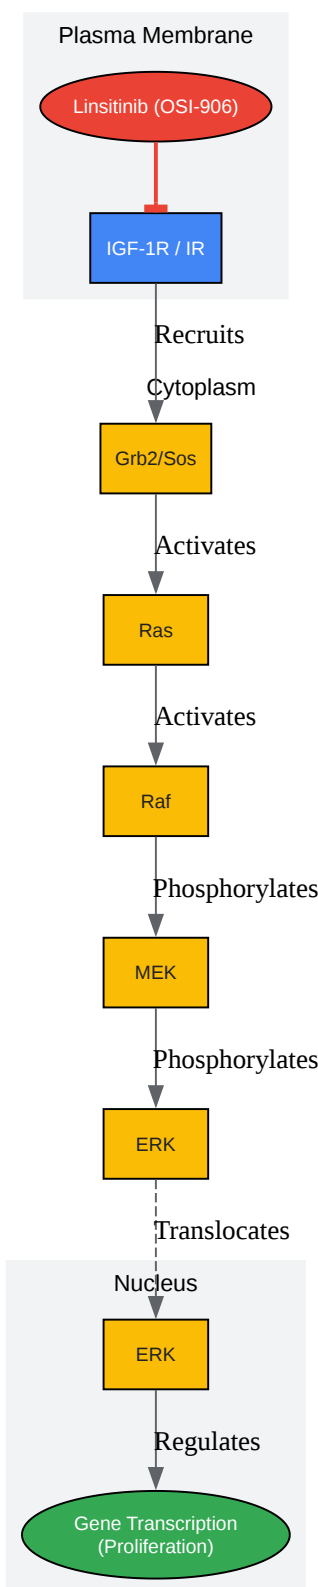 Plasma Membrane
Linsitinib (OSI-906)
IGF-1R / IR
Recruits
Cytoplasm
Grb2/Sos
Activates
Ras
Activates
Raf
Phosphorylates
MEK
Phosphorylates
ERK
Translocates
Nucleus
ERK
Regulates
Gene Transcription
(Proliferation)